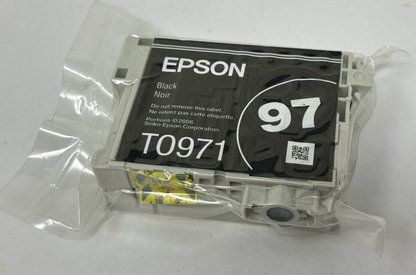 EPSON
Black
Noir
97
Do not remove this label.
Ne retirez pas cette étiquette.
Portions ©2006
Seiko Epson Corporation
T0971